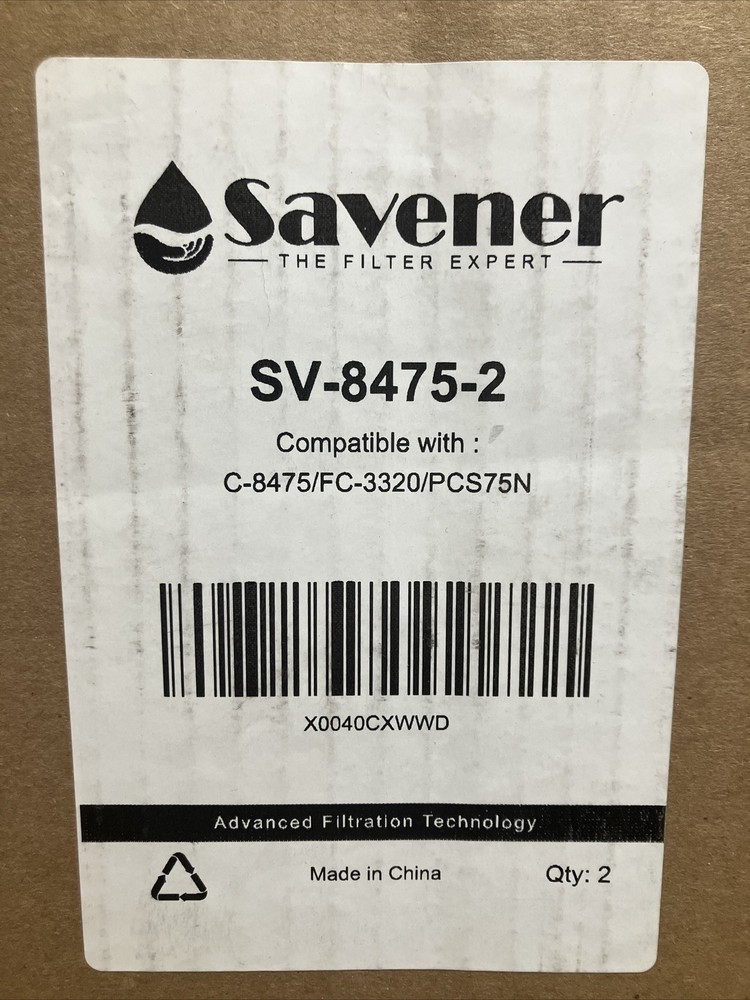 Savener
THE FILTER EXPERT
SV-8475-2
Compatible with :
C-8475/FC-3320/PCS75N
X0040CXWWD
Advanced Filtration Technology
Made in China
Qty: 2